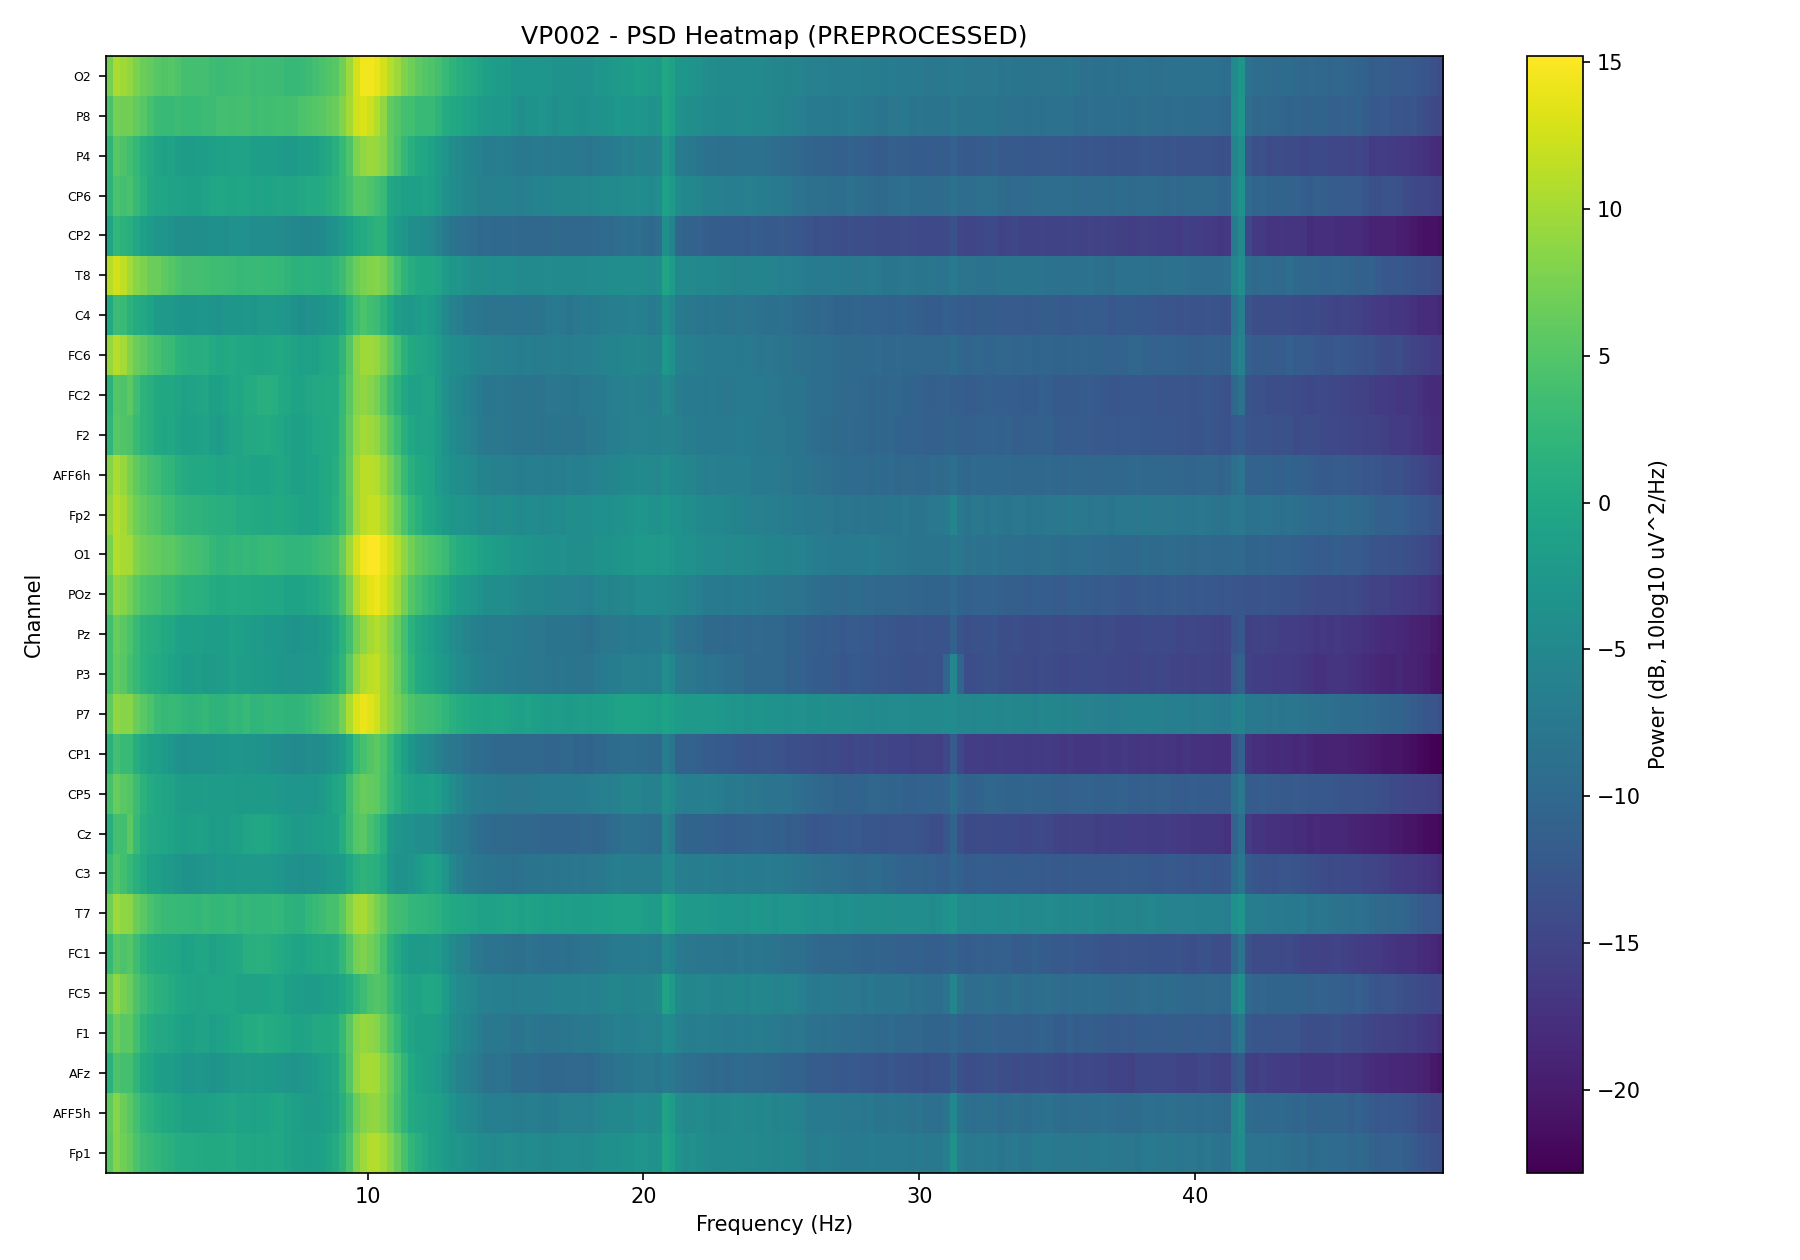 VP002 - PSD Heatmap (PREPROCESSED)
Channel
O2
P8
P4
CP6
CP2
T8
C4
FC6
FC2
F2
AFF6h
Fp2
O1
POz
Pz
P3
P7
CP1
CP5
Cz
C3
T7
FC1
FC5
F1
AFz
AFF5h
Fp1
10 20 30 40
Frequency (Hz)
15
10
5
0
−5
−10
−15
−20
Power (dB, 10log10 uV^2/Hz)